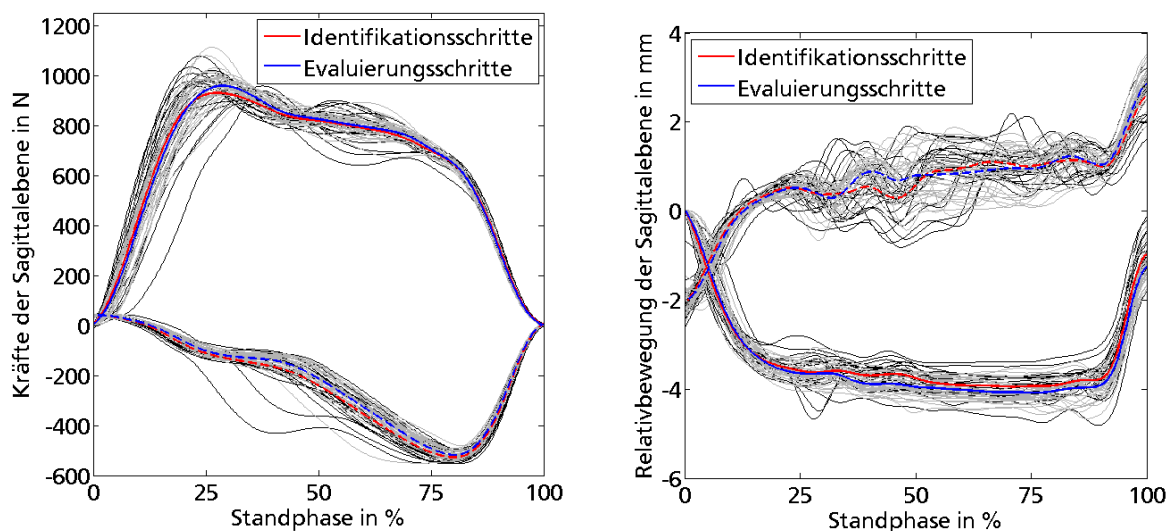 Kräfte der Sagittalebene in N
1200
1000
800
600
400
200
0
-200
-400
-600
0 25 50 75 100
Standphase in %
Identifikationsschritte
Evaluierungsschritte
Relativbewegung der Sagittalebene in mm
4
2
0
-2
-4
-6
0 25 50 75 100
Standphase in %
Identifikationsschritte
Evaluierungsschritte